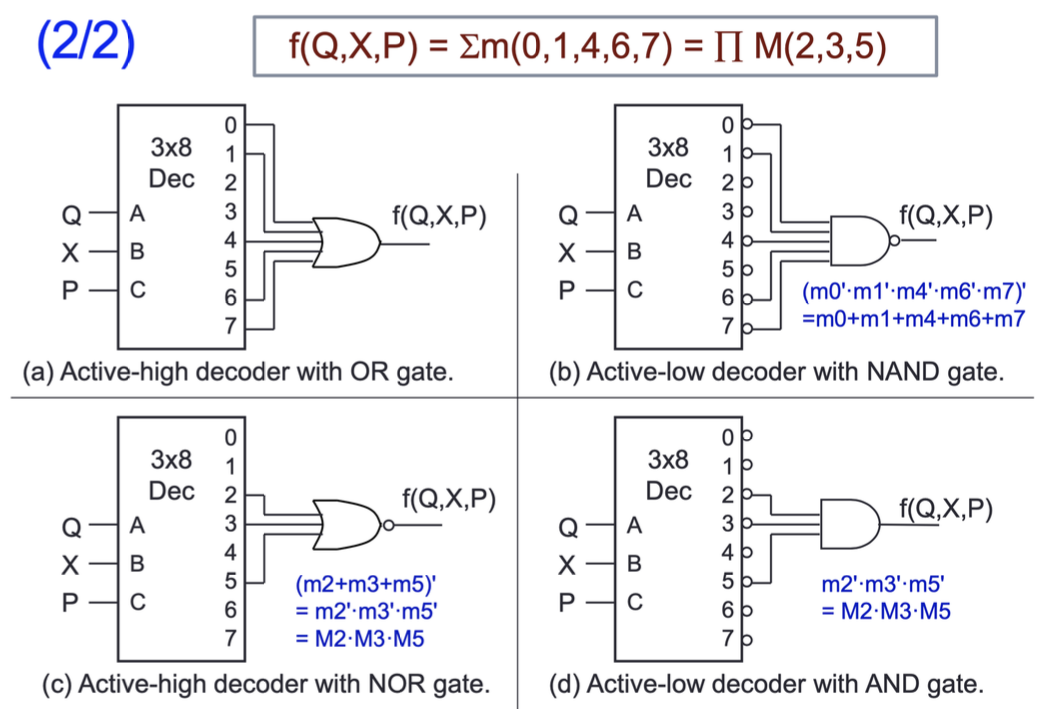 (2/2)
f(Q,X,P) = Σm(0,1,4,6,7) = ∏ M(2,3,5)
3x8
Dec
0
1
2
3
4
5
6
7
Q
X
P
A
B
C
f(Q,X,P)
(a) Active-high decoder with OR gate.
3x8
Dec
0
1
2
3
4
5
6
7
Q
X
P
A
B
C
f(Q,X,P)
(m0'·m1'·m4'·m6'·m7)'
=m0+m1+m4+m6+m7
(b) Active-low decoder with NAND gate.
3x8
Dec
0
1
2
3
4
5
6
7
Q
X
P
A
B
C
f(Q,X,P)
(m2+m3+m5)'
= m2'·m3'·m5'
= M2·M3·M5
(c) Active-high decoder with NOR gate.
3x8
Dec
0
1
2
3
4
5
6
7
Q
X
P
A
B
C
f(Q,X,P)
m2'·m3'·m5'
= M2·M3·M5
(d) Active-low decoder with AND gate.